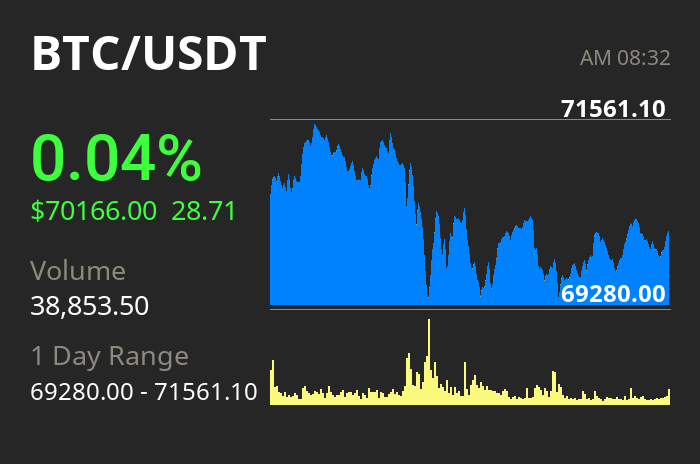 BTC/USDT
AM 08:32
71561.10
0.04%
$70166.00 28.71
Volume
38,853.50
69280.00
1 Day Range
69280.00 - 71561.10